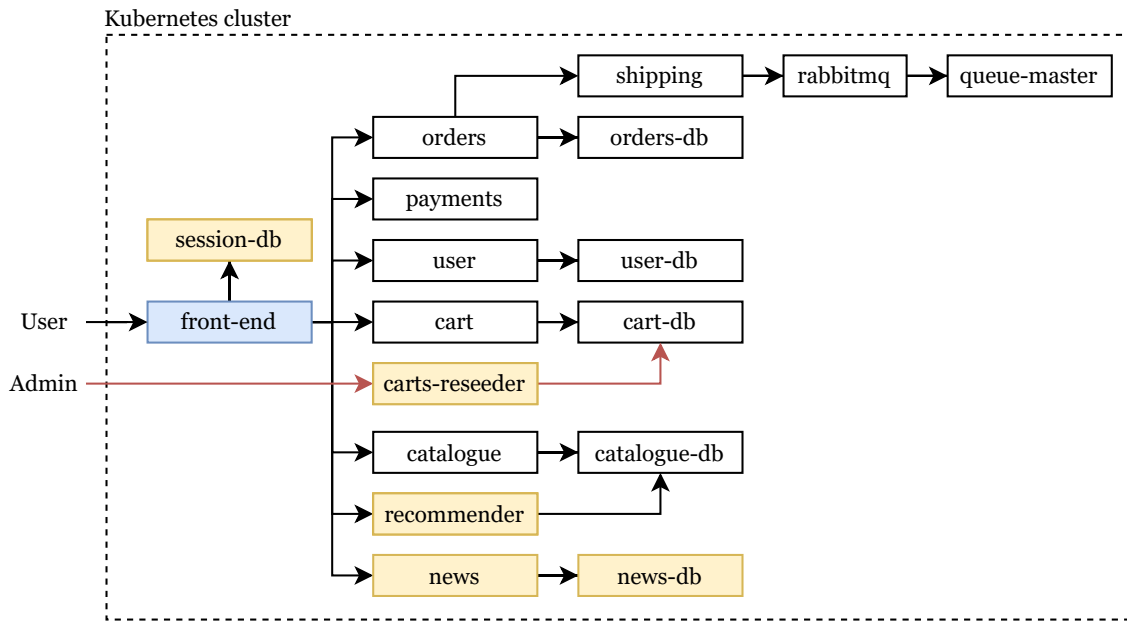 Kubernetes cluster
shipping
rabbitmq
queue-master
orders
orders-db
payments
session-db
user
user-db
User
front-end
cart
cart-db
Admin
carts-reseeder
catalogue
catalogue-db
recommender
news
news-db